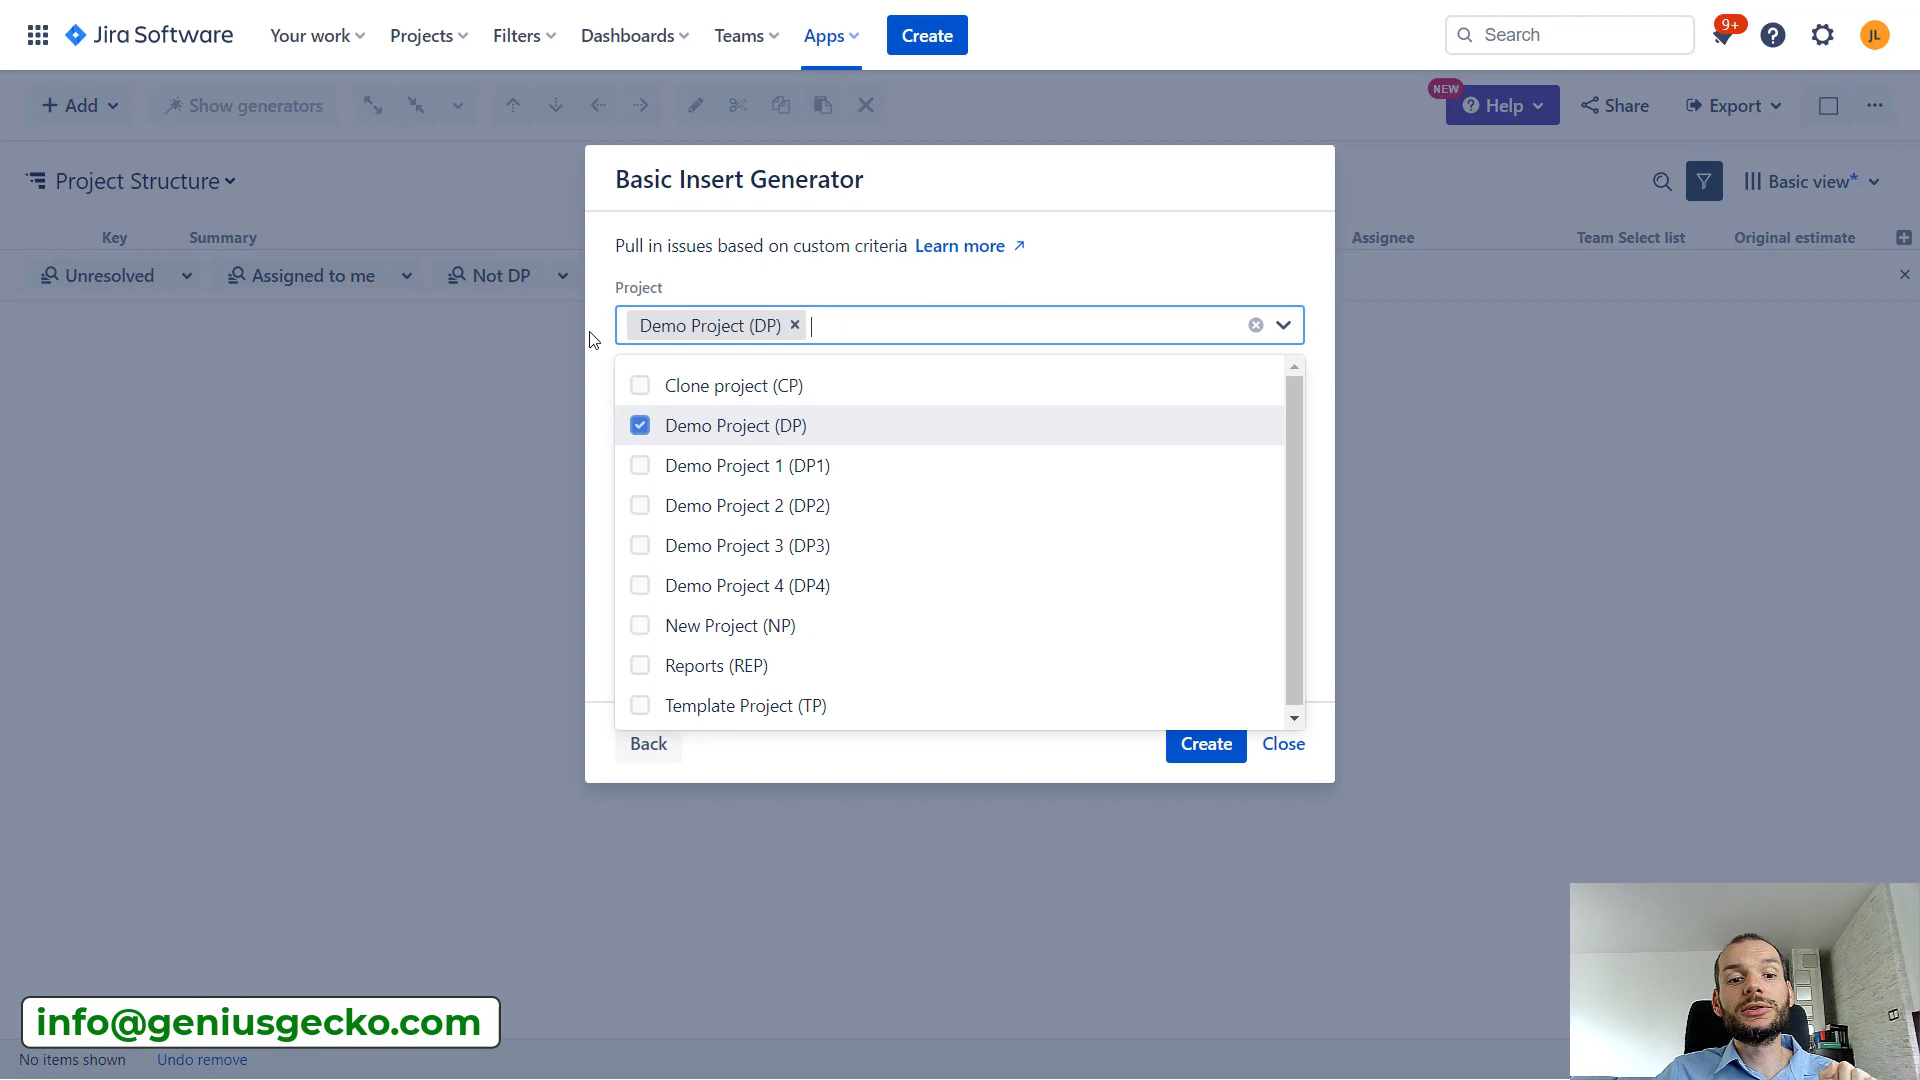 Jira Software Your work Projects Filters Dashboards Teams Apps Create Search 9+ JL
Add Show generators NEW Help Share Export
Project Structure Basic view*
Key Summary Assignee Team Select list Original estimate
Unresolved Assigned to me Not DP
Basic Insert Generator
Pull in issues based on custom criteria Learn more
Project
Demo Project (DP)
Clone project (CP)
Demo Project (DP)
Demo Project 1 (DP1)
Demo Project 2 (DP2)
Demo Project 3 (DP3)
Demo Project 4 (DP4)
New Project (NP)
Reports (REP)
Template Project (TP)
Back Create Close
info@geniusgecko.com
No items shown Undo remove